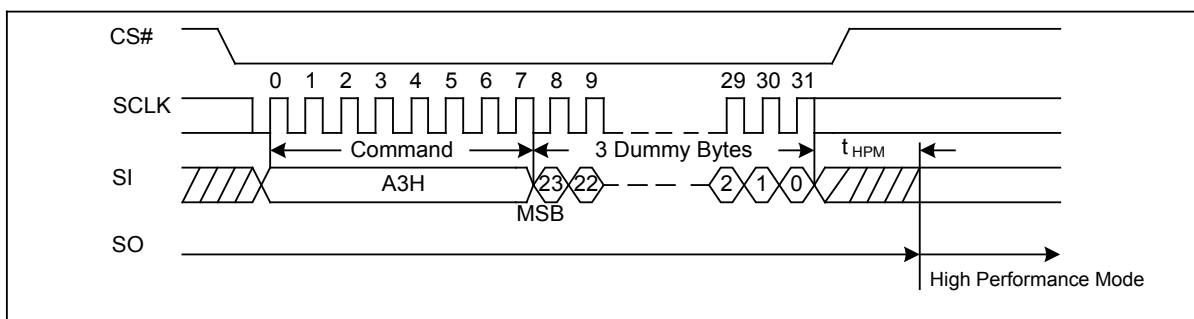 CS#
0 1 2 3 4 5 6 7 8 9 29 30 31
SCLK
Command 3 Dummy Bytes t HPM
SI A3H 23 22 2 1 0
MSB
SO
High Performance Mode